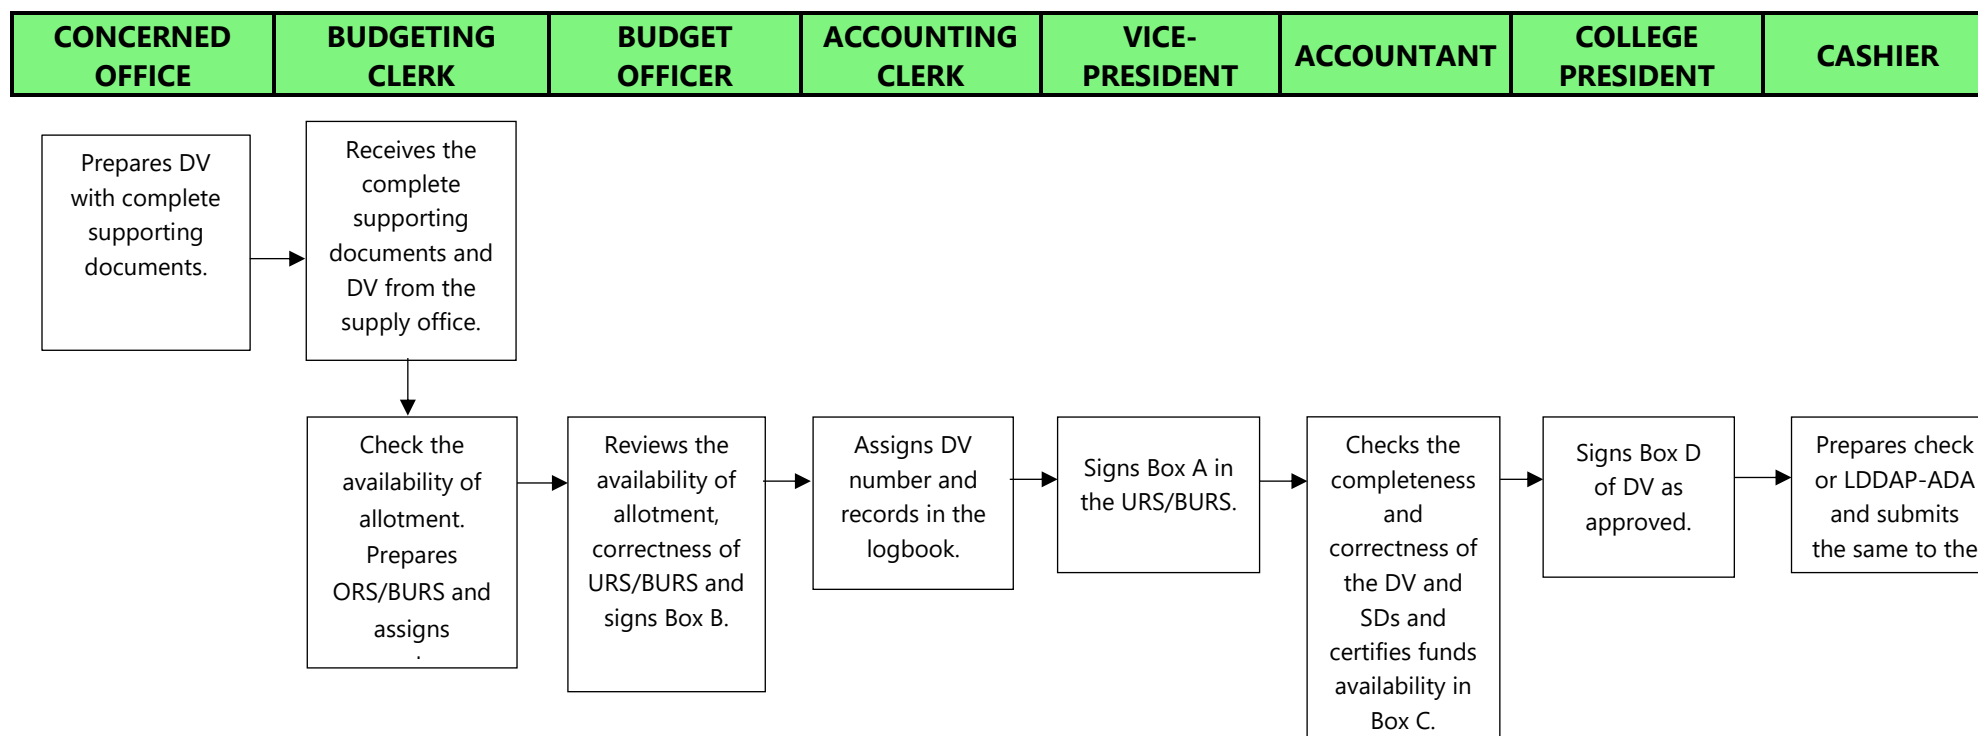 CONCERNED
OFFICE
BUDGETING
CLERK
BUDGET
OFFICER
ACCOUNTING
CLERK
VICE-
PRESIDENT
ACCOUNTANT
COLLEGE
PRESIDENT
CASHIER
Prepares DV
with complete
supporting
documents.
Receives the
complete
supporting
documents and
DV from the
supply office.
Check the
availability of
allotment.
Prepares
ORS/BURS and
assigns
Reviews the
availability of
allotment,
correctness of
URS/BURS and
signs Box B.
Assigns DV
number and
records in the
logbook.
Signs Box A in
the URS/BURS.
Checks the
completeness
and
correctness of
the DV and
SDs and
certifies funds
availability in
Box C.
Signs Box D
of DV as
approved.
Prepares check
or LDDAP-ADA
and submits
the same to the